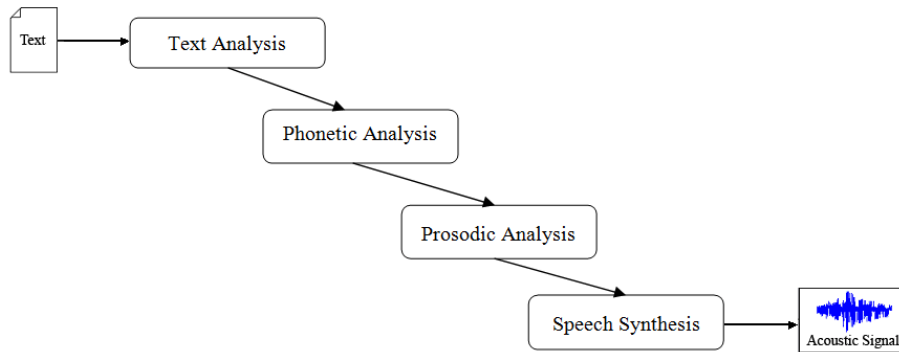 Text
Text Analysis
Phonetic Analysis
Prosodic Analysis
Speech Synthesis
Acoustic Signal